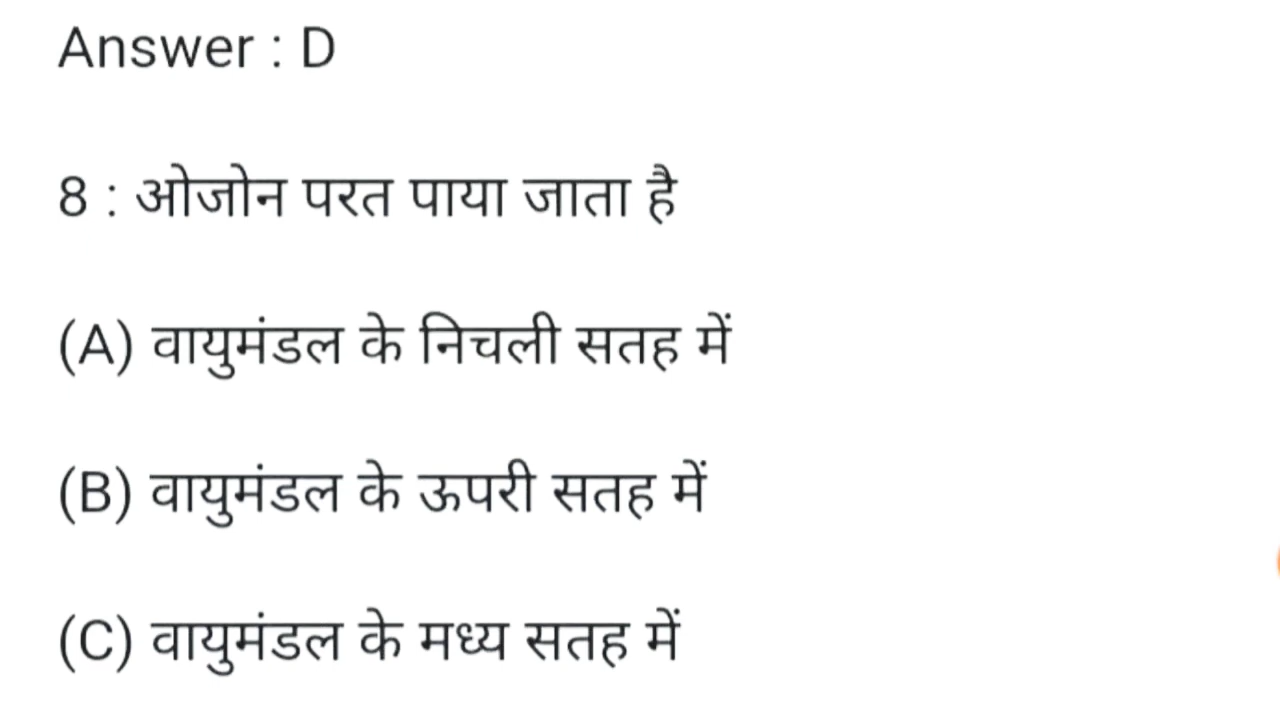 Answer : D
8 : ओजोन परत पाया जाता है
(A) वायुमंडल के निचली सतह में
(B) वायुमंडल के ऊपरी सतह में
(C) वायुमंडल के मध्य सतह में